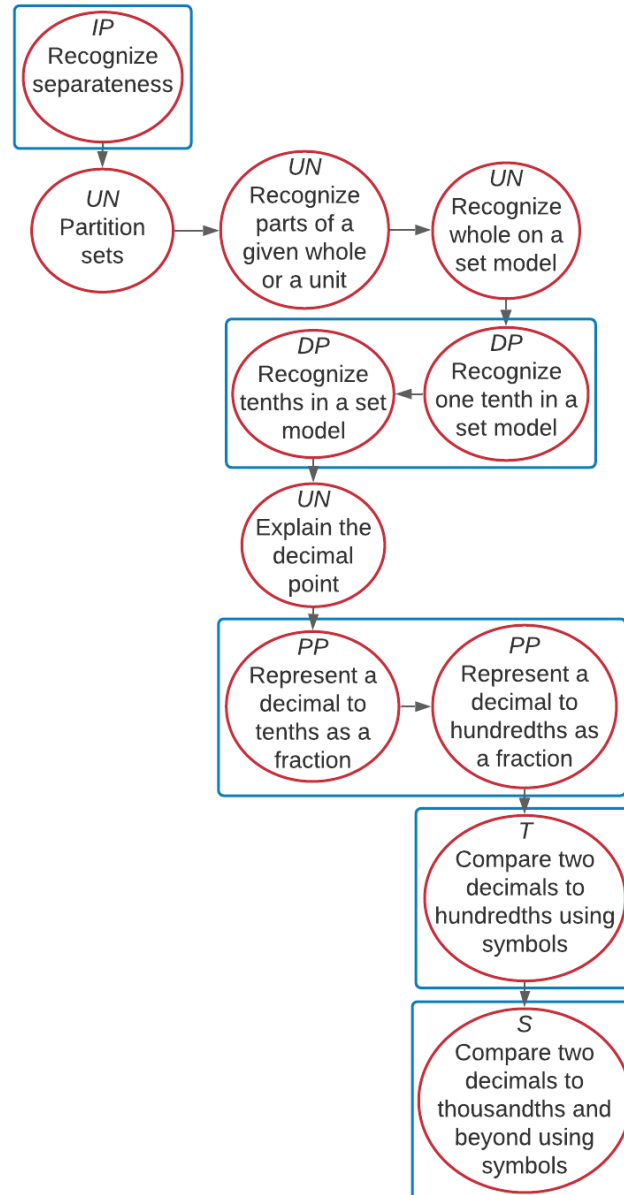 IP
Recognize
separateness
UN
Partition
sets
UN
Recognize
parts of a
given whole
or a unit
UN
Recognize
whole on a
set model
DP
Recognize
one tenth in a
set model
DP
Recognize
tenths in a set
model
UN
Explain the
decimal
point
PP
Represent a
decimal to
tenths as a
fraction
PP
Represent a
decimal to
hundredths as
a fraction
T
Compare two
decimals to
hundredths using
symbols
S
Compare two
decimals to
thousandths and
beyond using
symbols